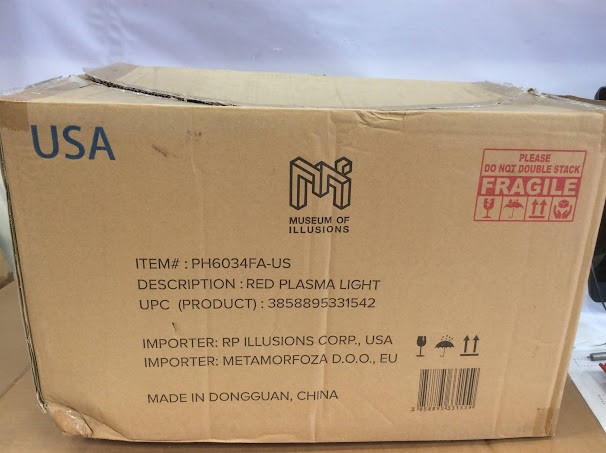 USA
MUSEUM OF
ILLUSIONS
PLEASE
DO NOT DOUBLE STACK
FRAGILE
ITEM# : PH6034FA-US
DESCRIPTION : RED PLASMA LIGHT
UPC (PRODUCT) : 3858895331542
IMPORTER: RP ILLUSIONS CORP., USA
IMPORTER: METAMORFOZA D.O.O., EU
MADE IN DONGGUAN, CHINA